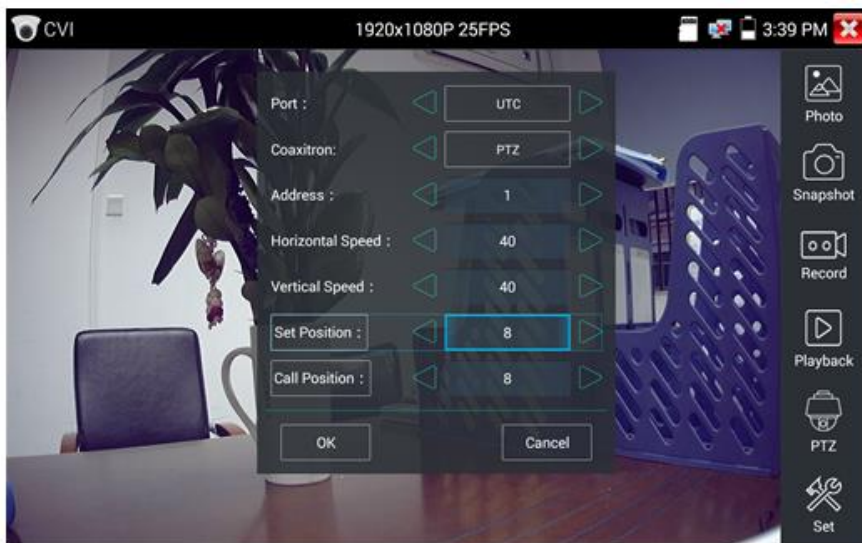 CVI 1920x1080P 25FPS 3:39 PM
Port : UTC
Coaxitron: PTZ
Address : 1
Horizontal Speed : 40
Vertical Speed : 40
Set Position : 8
Call Position : 8
OK Cancel
Photo
Snapshot
Record
Playback
PTZ
Set